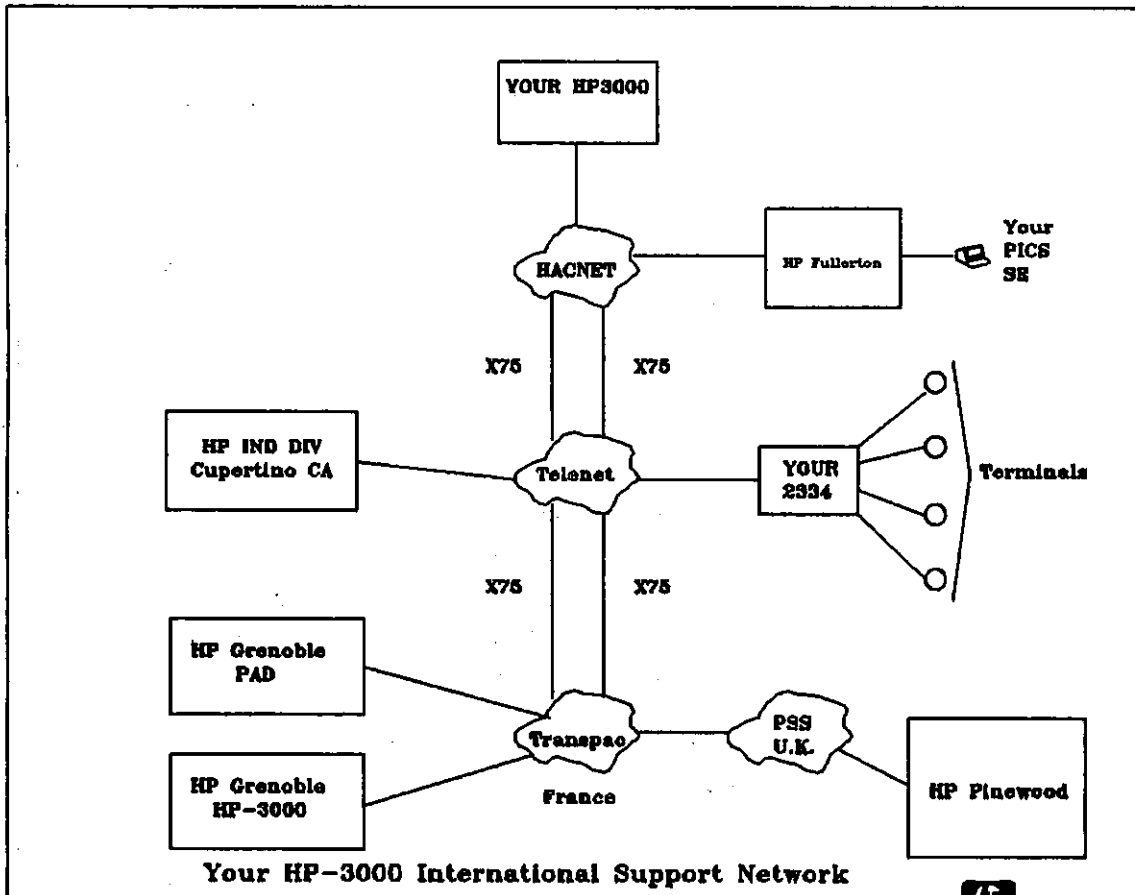 YOUR HP3000
HACNET
HP Fullerton
Your
PICS
SE
X75
X75
HP IND DIV
Cupertino CA
Telenet
YOUR
2334
Terminals
X75
X75
HP Grenoble
PAD
Transpac
PSS
U.K.
HP Grenoble
HP-3000
France
HP Pinewood
Your HP-3000 International Support Network